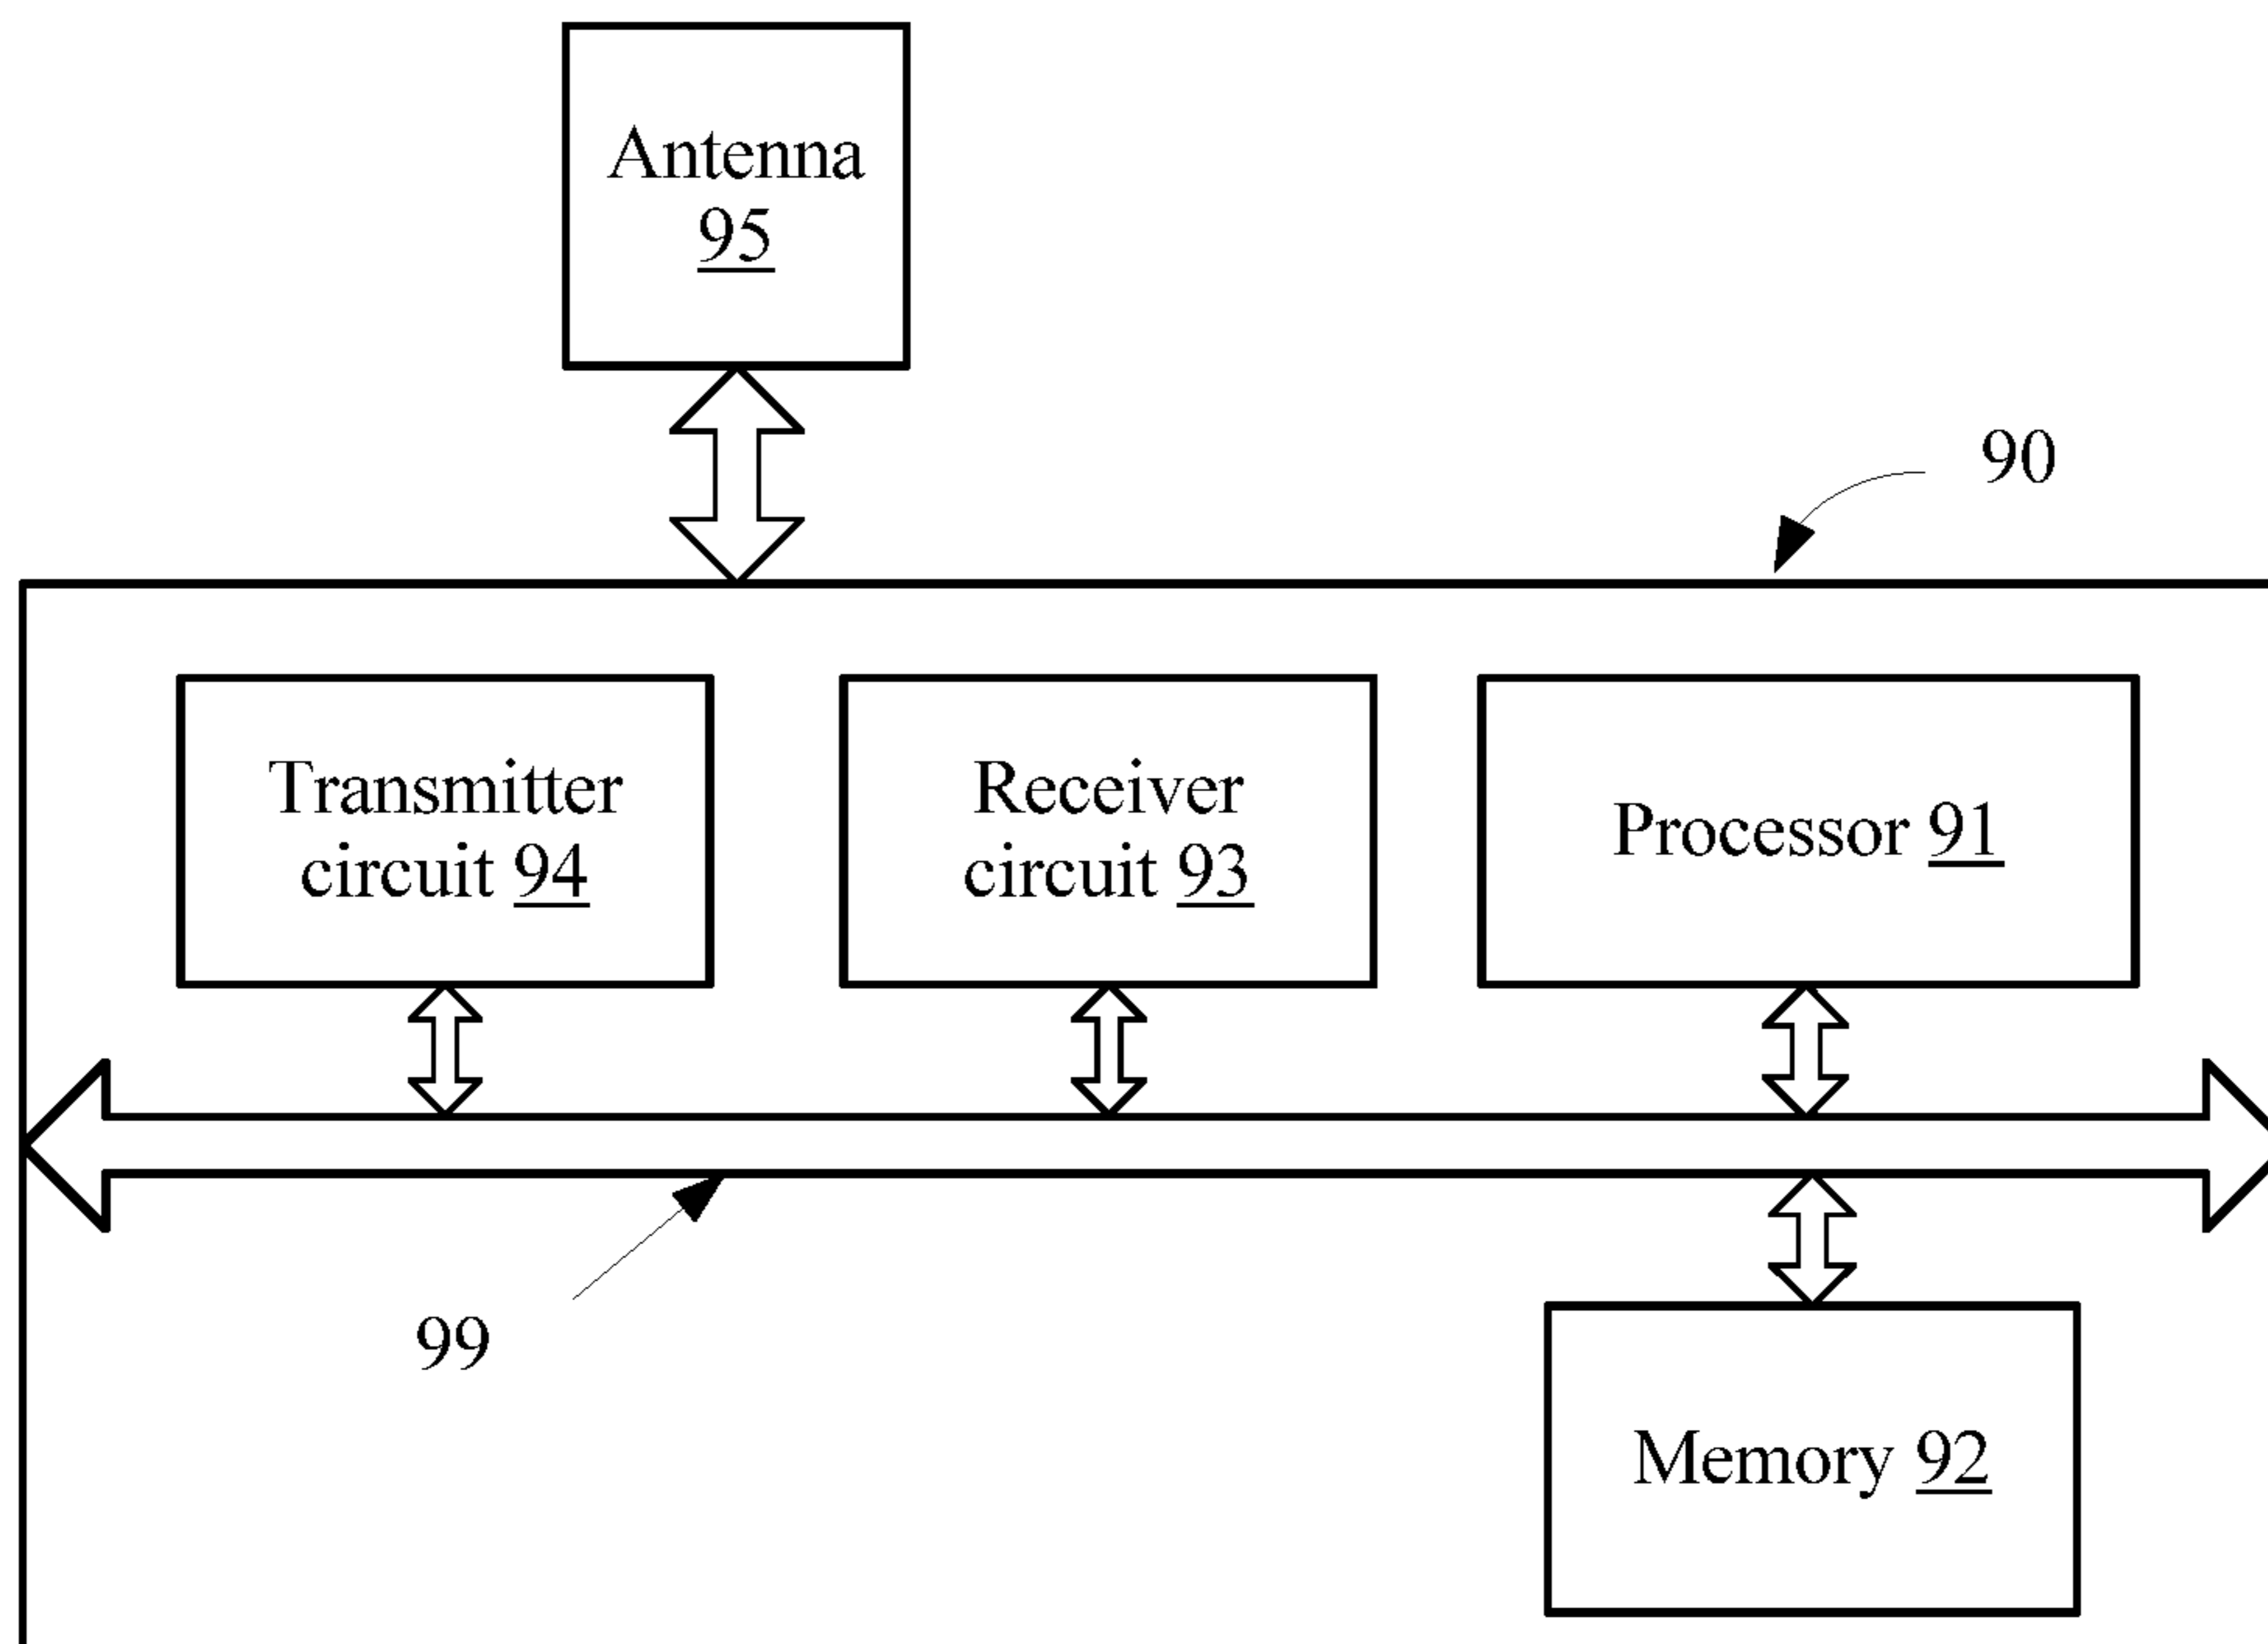 Antenna
95
90
Transmitter
circuit 94
Receiver
circuit 93
Processor 91
99
Memory 92